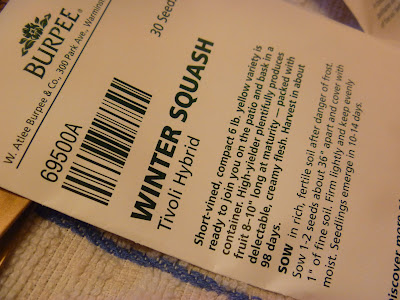 BURPEE®
W. Atlee Burpee & Co., 300 Park Ave., Warminst
30 Seeds
69500A
WINTER SQUASH
Tivoli Hybrid
Short-vined, compact 6 lb, yellow variety is
ready to join you on the patio and bask in a
container. High-yielder plentifully produces
fruit 8-10" long at maturity — packed with
delectable, creamy flesh. Harvest in about
98 days.
SOW in rich, fertile soil after danger of frost.
Sow 1-2 seeds about 36" apart and cover with
1" of fine soil. Firm lightly and keep evenly
moist. Seedlings emerge in 10-14 days.
iscover more at